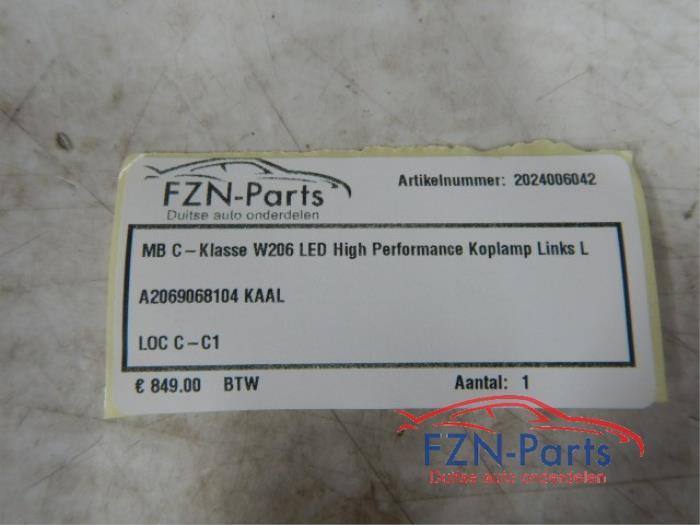 FZN-Parts
Duitse auto onderdelen
Artikelnummer: 2024006042
MB C-Klasse W206 LED High Performance Koplamp Links L
A2069068104 KAAL
LOC C-C1
€ 849.00 BTW Aantal: 1
FZN-Parts
Duitse auto onderdelen